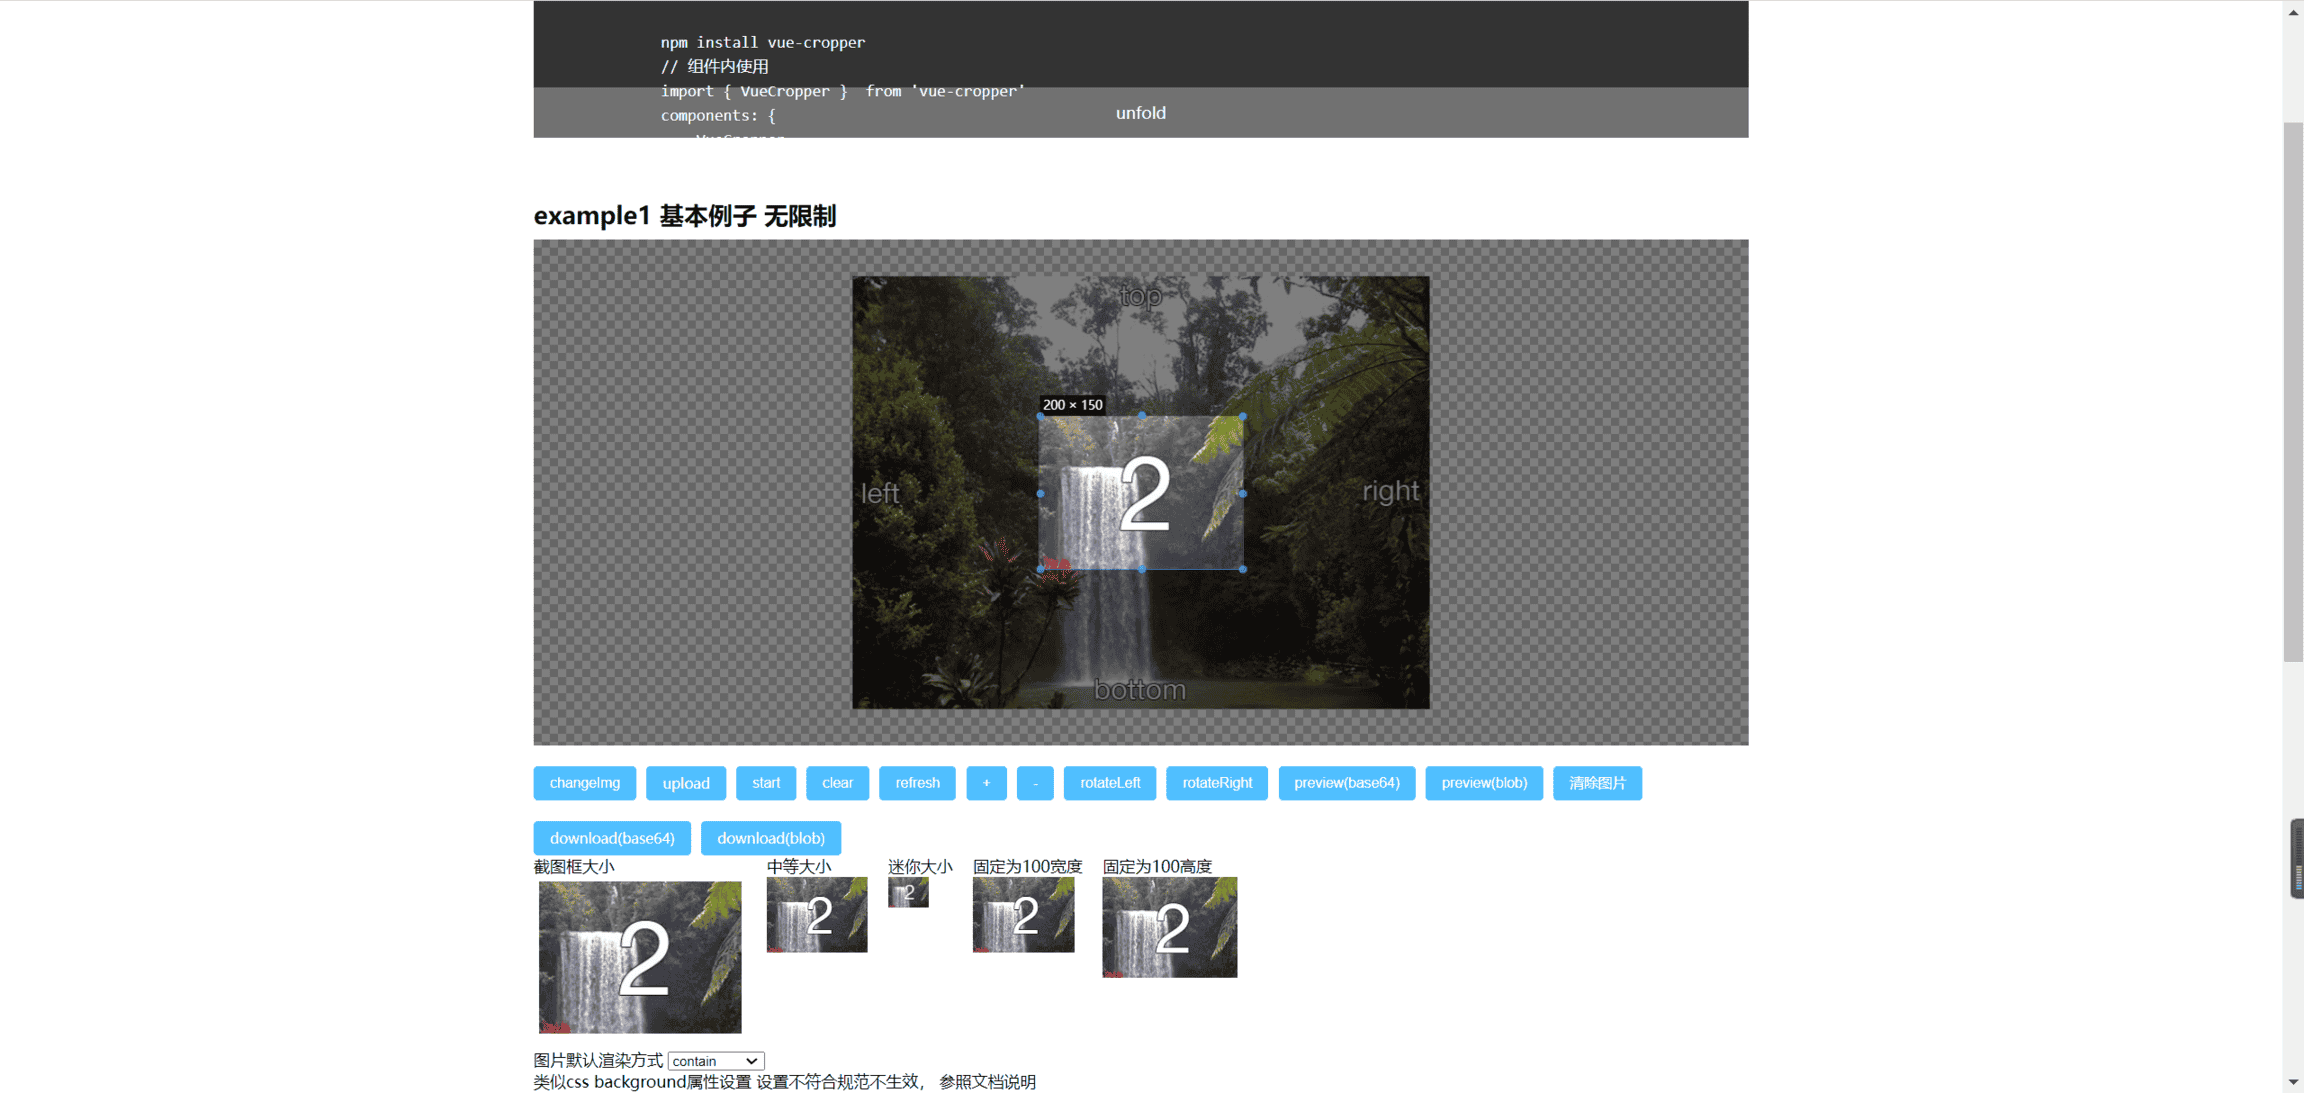 npm install vue-cropper
// 组件内使用
import { VueCropper }  from 'vue-cropper'
components: {
unfold
example1 基本例子 无限制
top
200 × 150
2
left
right
bottom
changeImg upload start clear refresh + - rotateLeft rotateRight preview(base64) preview(blob) 清除图片
download(base64) download(blob)
截图框大小 中等大小 迷你大小 固定为100宽度 固定为100高度
2 2 2 2 2
图片默认渲染方式 contain
类似css background属性设置 设置不符合规范不生效， 参照文档说明